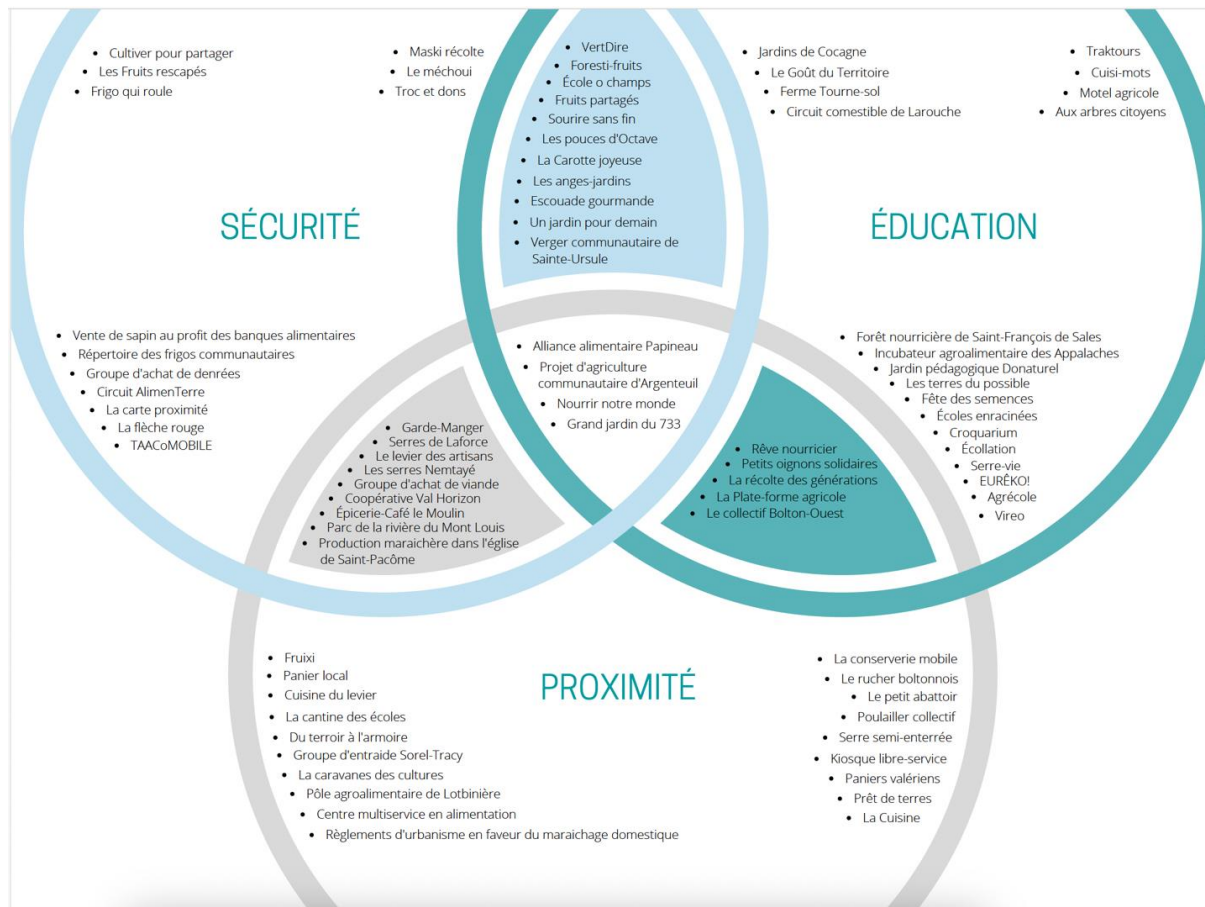 Cultiver pour partager
Les Fruits rescapés
Frigo qui roule
Maski récolte
Le méchoui
Troc et dons
SÉCURITÉ
Vente de sapin au profit des banques alimentaires
Répertoire des frigos communautaires
Groupe d'achat de denrées
Circuit AlimenTerre
La carte proximité
La flèche rouge
TAACoMOBILE
VertDire
Foresti-fruits
École o champs
Fruits partagés
Sourire sans fin
Les pouces d'Octave
La Carotte joyeuse
Les anges-jardins
Escouade gourmande
Un jardin pour demain
Verger communautaire de
Sainte-Ursule
Jardins de Cocagne
Le Goût du Territoire
Ferme Tourne-sol
Circuit comestible de Larouche
Traktours
Cuisi-mots
Motel agricole
Aux arbres citoyens
ÉDUCATION
Forêt nourricière de Saint-François de Sales
Incubateur agroalimentaire des Appalaches
Jardin pédagogique Donaturel
Les terres du possible
Fête des semences
Écoles enracinées
Croquarium
Écollation
Serre-vie
EURÊKO!
Agrécole
Vireo
Alliance alimentaire Papineau
Projet d'agriculture
communautaire d'Argenteuil
Nourrir notre monde
Grand jardin du 733
Garde-Manger
Serres de Laforce
Le levier des artisans
Les serres Nemtayé
Groupe d'achat de viande
Coopérative Val Horizon
Épicerie-Café le Moulin
Parc de la rivière du Mont Louis
Production maraichère dans l'église
de Saint-Pacôme
Rêve nourricier
Petits oignons solidaires
La récolte des générations
La Plate-forme agricole
Le collectif Bolton-Ouest
PROXIMITÉ
Fruixi
Panier local
Cuisine du levier
La cantine des écoles
Du terroir à l'armoire
Groupe d'entraide Sorel-Tracy
La caravanes des cultures
Pôle agroalimentaire de Lotbinière
Centre multiservice en alimentation
Règlements d'urbanisme en faveur du maraichage domestique
La conserverie mobile
Le rucher boltonnois
Le petit abattoir
Poulailler collectif
Serre semi-enterrée
Kiosque libre-service
Paniers valériens
Prêt de terres
La Cuisine